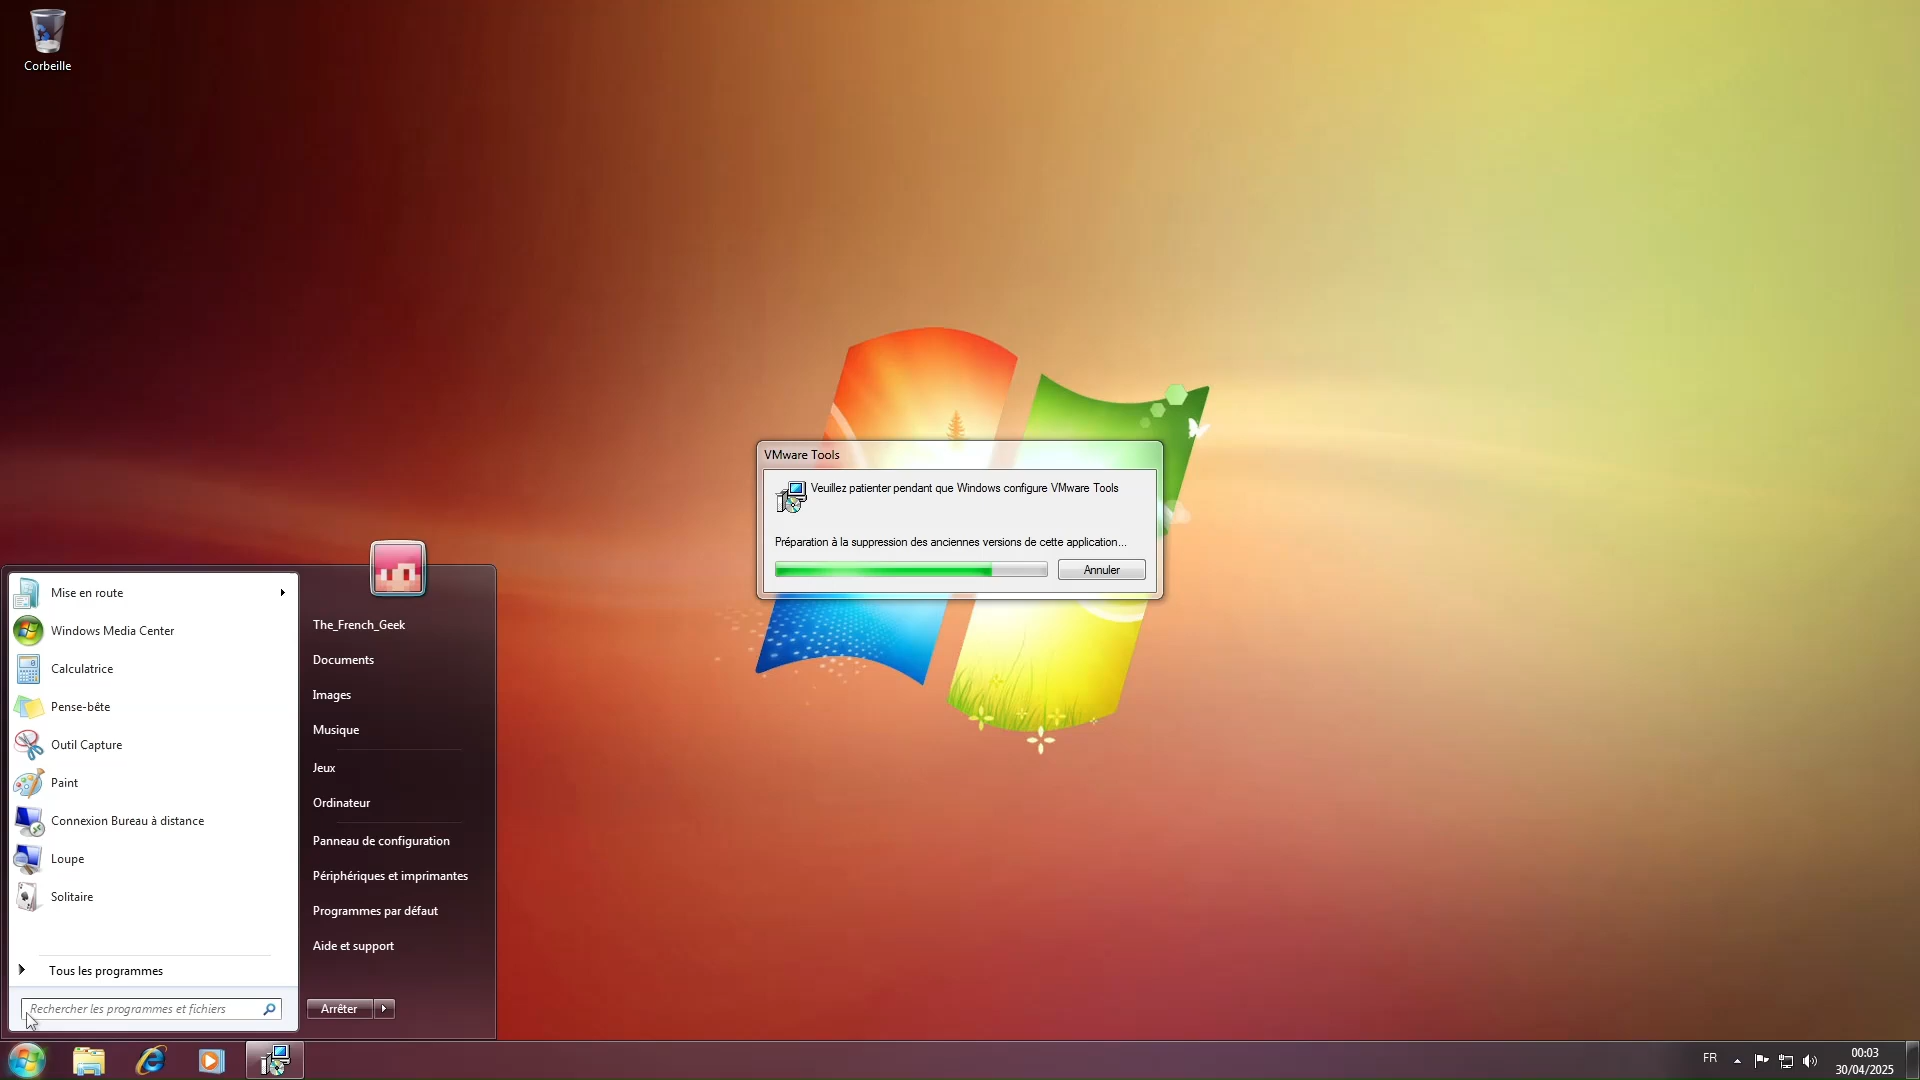 Corbeille
VMware Tools
Veuillez patienter pendant que Windows configure VMware Tools
Préparation à la suppression des anciennes versions de cette application...
Annuler
Mise en route
Windows Media Center
Calculatrice
Pense-bête
Outil Capture
Paint
Connexion Bureau à distance
Loupe
Solitaire
Tous les programmes
Rechercher les programmes et fichiers
The_French_Geek
Documents
Images
Musique
Jeux
Ordinateur
Panneau de configuration
Périphériques et imprimantes
Programmes par défaut
Aide et support
Arrêter
FR
00:03
30/04/2025